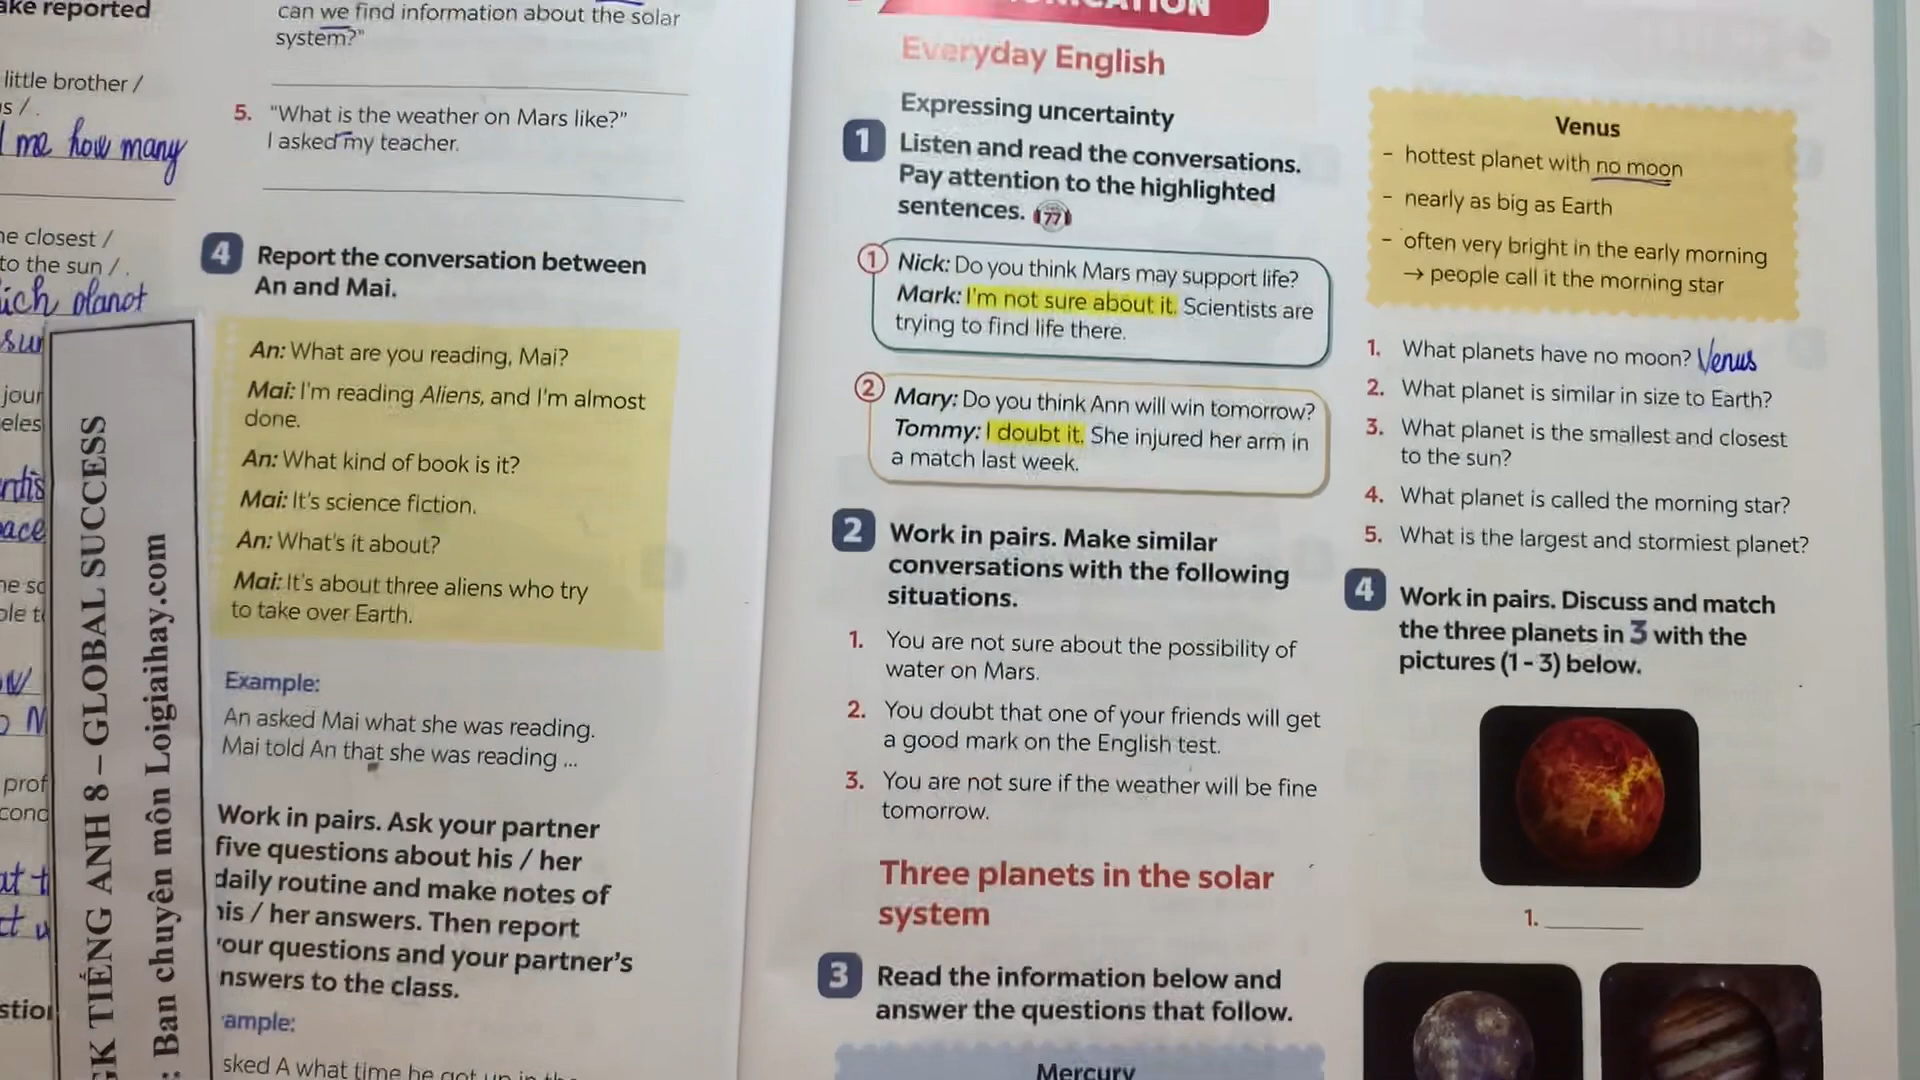 ake reported
little brother /
s /.
me how many
he closest /
to the sun / .
ich planet
sur
jour
eles
ace
ble t
prof
conc
at t
GK TIẾNG ANH 8 – GLOBAL SUCCESS
: Ban chuyên môn Loigiaihay.com
can we find information about the solar
system?"
5. "What is the weather on Mars like?"
I asked my teacher.
4 Report the conversation between
An and Mai.
An: What are you reading, Mai?
Mai: I'm reading Aliens, and I'm almost
done.
An: What kind of book is it?
Mai: It's science fiction.
An: What's it about?
Mai: It's about three aliens who try
to take over Earth.
Example:
An asked Mai what she was reading.
Mai told An that she was reading ...
Work in pairs. Ask your partner
five questions about his / her
daily routine and make notes of
his / her answers. Then report
your questions and your partner's
nswers to the class.
ample:
sked A what time he got up in the
Everyday English
Expressing uncertainty
1 Listen and read the conversations.
Pay attention to the highlighted
sentences. 77
1 Nick: Do you think Mars may support life?
Mark: I'm not sure about it. Scientists are
trying to find life there.
2 Mary: Do you think Ann will win tomorrow?
Tommy: I doubt it. She injured her arm in
a match last week.
2 Work in pairs. Make similar
conversations with the following
situations.
1. You are not sure about the possibility of
water on Mars.
2. You doubt that one of your friends will get
a good mark on the English test.
3. You are not sure if the weather will be fine
tomorrow.
Three planets in the solar
system
3 Read the information below and
answer the questions that follow.
Mercury
Venus
- hottest planet with no moon
- nearly as big as Earth
- often very bright in the early morning
→ people call it the morning star
1. What planets have no moon? Venus
2. What planet is similar in size to Earth?
3. What planet is the smallest and closest
to the sun?
4. What planet is called the morning star?
5. What is the largest and stormiest planet?
4 Work in pairs. Discuss and match
the three planets in 3 with the
pictures (1 - 3) below.
1.